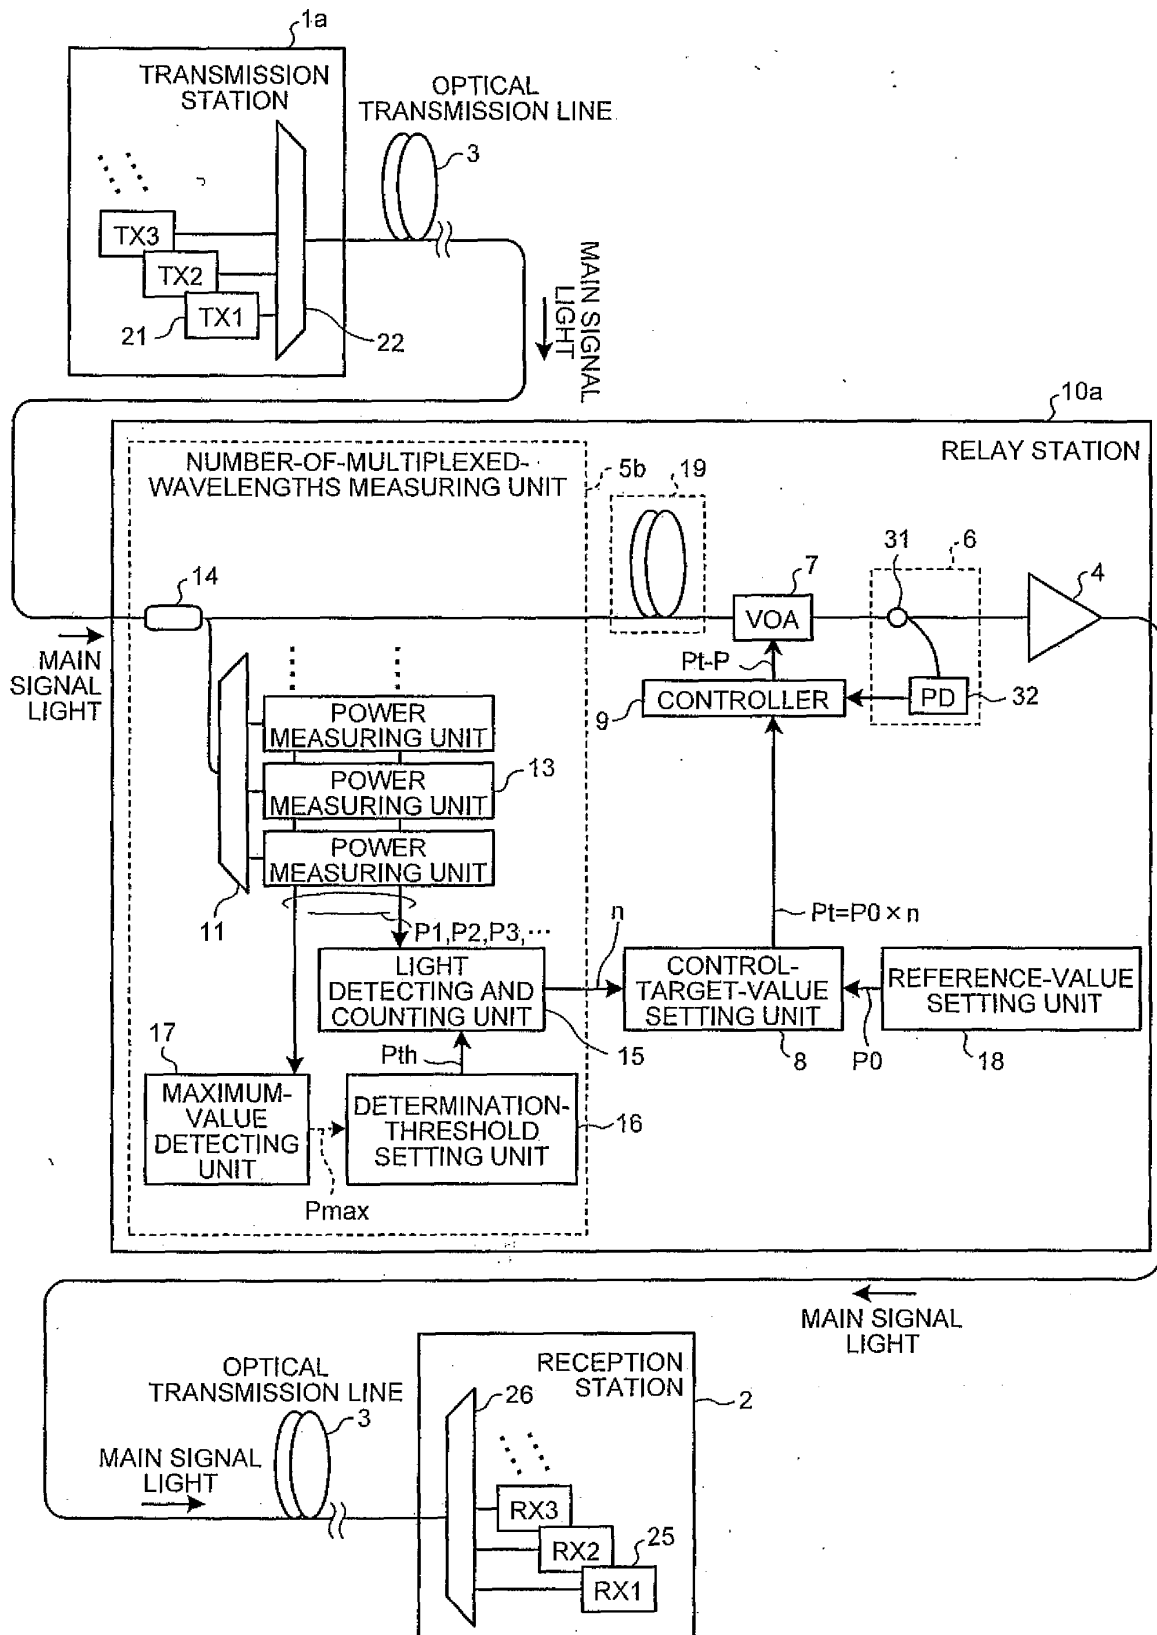 1a
TRANSMISSION
STATION
OPTICAL
TRANSMISSION LINE
3
TX3
TX2
TX1
21
22
MAIN SIGNAL
LIGHT
10a
RELAY STATION
NUMBER-OF-MULTIPLEXED-
WAVELENGTHS MEASURING UNIT
5b
19
14
7
31
6
4
VOA
MAIN
SIGNAL
LIGHT
Pt-P
CONTROLLER
9
PD
32
POWER
MEASURING UNIT
POWER
MEASURING UNIT
13
POWER
MEASURING UNIT
11
P1,P2,P3,···
n
Pt=P0×n
LIGHT
DETECTING AND
COUNTING UNIT
CONTROL-
TARGET-VALUE
SETTING UNIT
REFERENCE-VALUE
SETTING UNIT
15
8
P0
18
17
Pth
MAXIMUM-
VALUE
DETECTING
UNIT
DETERMINATION-
THRESHOLD
SETTING UNIT
16
Pmax
MAIN SIGNAL
LIGHT
OPTICAL
TRANSMISSION LINE
3
MAIN SIGNAL
LIGHT
RECEPTION
STATION
26
2
RX3
RX2
25
RX1